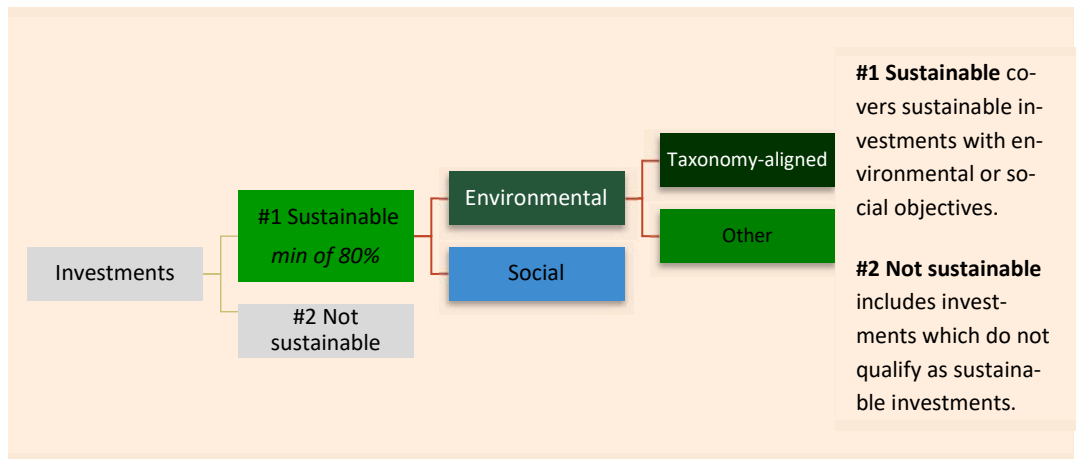 Investments
#1 Sustainable
min of 80%
#2 Not
sustainable
Environmental
Social
Taxonomy-aligned
Other
#1 Sustainable co-
vers sustainable in-
vestments with en-
vironmental or so-
cial objectives.
#2 Not sustainable
includes invest-
ments which do not
qualify as sustaina-
ble investments.